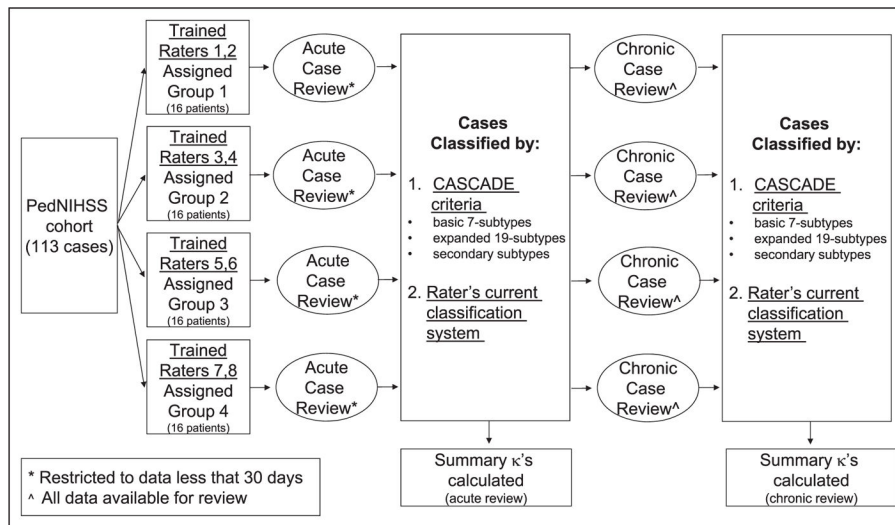 PedNIHSS
cohort
(113 cases)
Trained
Raters 1,2
Assigned
Group 1
(16 patients)
Acute
Case
Review*
Trained
Raters 3,4
Assigned
Group 2
(16 patients)
Acute
Case
Review*
Trained
Raters 5,6
Assigned
Group 3
(16 patients)
Acute
Case
Review*
Trained
Raters 7,8
Assigned
Group 4
(16 patients)
Acute
Case
Review*
Cases
Classified by:
1. CASCADE
criteria
• basic 7-subtypes
• expanded 19-subtypes
• secondary subtypes
2. Rater's current
classification
system
Summary κ's
calculated
(acute review)
Chronic
Case
Review^
Chronic
Case
Review^
Chronic
Case
Review^
Chronic
Case
Review^
Cases
Classified by:
1. CASCADE
criteria
• basic 7-subtypes
• expanded 19-subtypes
• secondary subtypes
2. Rater's current
classification
system
Summary κ's
calculated
(chronic review)
* Restricted to data less that 30 days
^ All data available for review